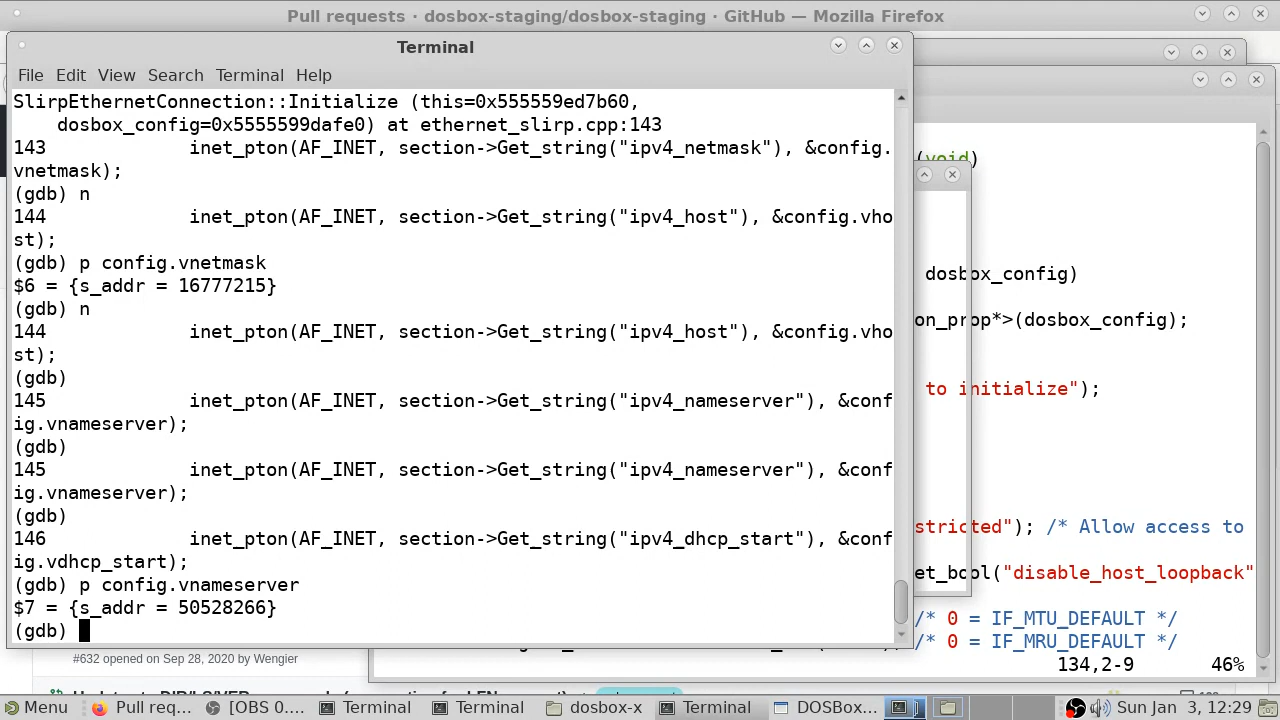 Pull requests · dosbox-staging/dosbox-staging · GitHub — Mozilla Firefox
Terminal
File Edit View Search Terminal Help
SlirpEthernetConnection::Initialize (this=0x555559ed7b60,
    dosbox_config=0x5555599dafe0) at ethernet_slirp.cpp:143
143             inet_pton(AF_INET, section->Get_string("ipv4_netmask"), &config.
vnetmask);
(gdb) n
144             inet_pton(AF_INET, section->Get_string("ipv4_host"), &config.vho
st);
(gdb) p config.vnetmask
$6 = {s_addr = 16777215}
(gdb) n
144             inet_pton(AF_INET, section->Get_string("ipv4_host"), &config.vho
st);
(gdb)
145             inet_pton(AF_INET, section->Get_string("ipv4_nameserver"), &conf
ig.vnameserver);
(gdb)
145             inet_pton(AF_INET, section->Get_string("ipv4_nameserver"), &conf
ig.vnameserver);
(gdb)
146             inet_pton(AF_INET, section->Get_string("ipv4_dhcp_start"), &conf
ig.vdhcp_start);
(gdb) p config.vnameserver
$7 = {s_addr = 50528266}
(gdb)
(void)
dosbox_config)
on_prop*>(dosbox_config);
to initialize");
stricted"); /* Allow access to
et_bool("disable_host_loopback"
/* 0 = IF_MTU_DEFAULT */
/* 0 = IF_MRU_DEFAULT */
134,2-9 46%
#632 opened on Sep 28, 2020 by Wengier
Menu
Pull req...
[OBS 0....
Terminal
Terminal
dosbox-x
Terminal
DOSBox...
Sun Jan 3, 12:29